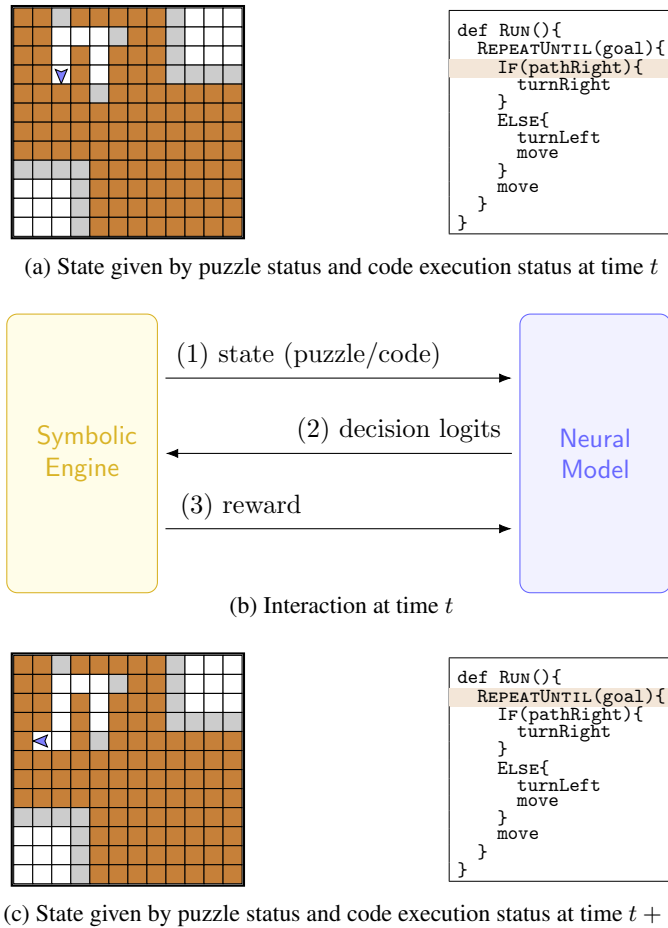 def RUN(){
REPEATUNTIL(goal){
IF(pathRight){
turnRight
}
ELSE{
turnLeft
move
}
move
}
}
(a) State given by puzzle status and code execution status at time t
(1) state (puzzle/code)
(2) decision logits
(3) reward
Symbolic
Engine
Neural
Model
(b) Interaction at time t
def RUN(){
REPEATUNTIL(goal){
IF(pathRight){
turnRight
}
ELSE{
turnLeft
move
}
move
}
}
(c) State given by puzzle status and code execution status at time t +